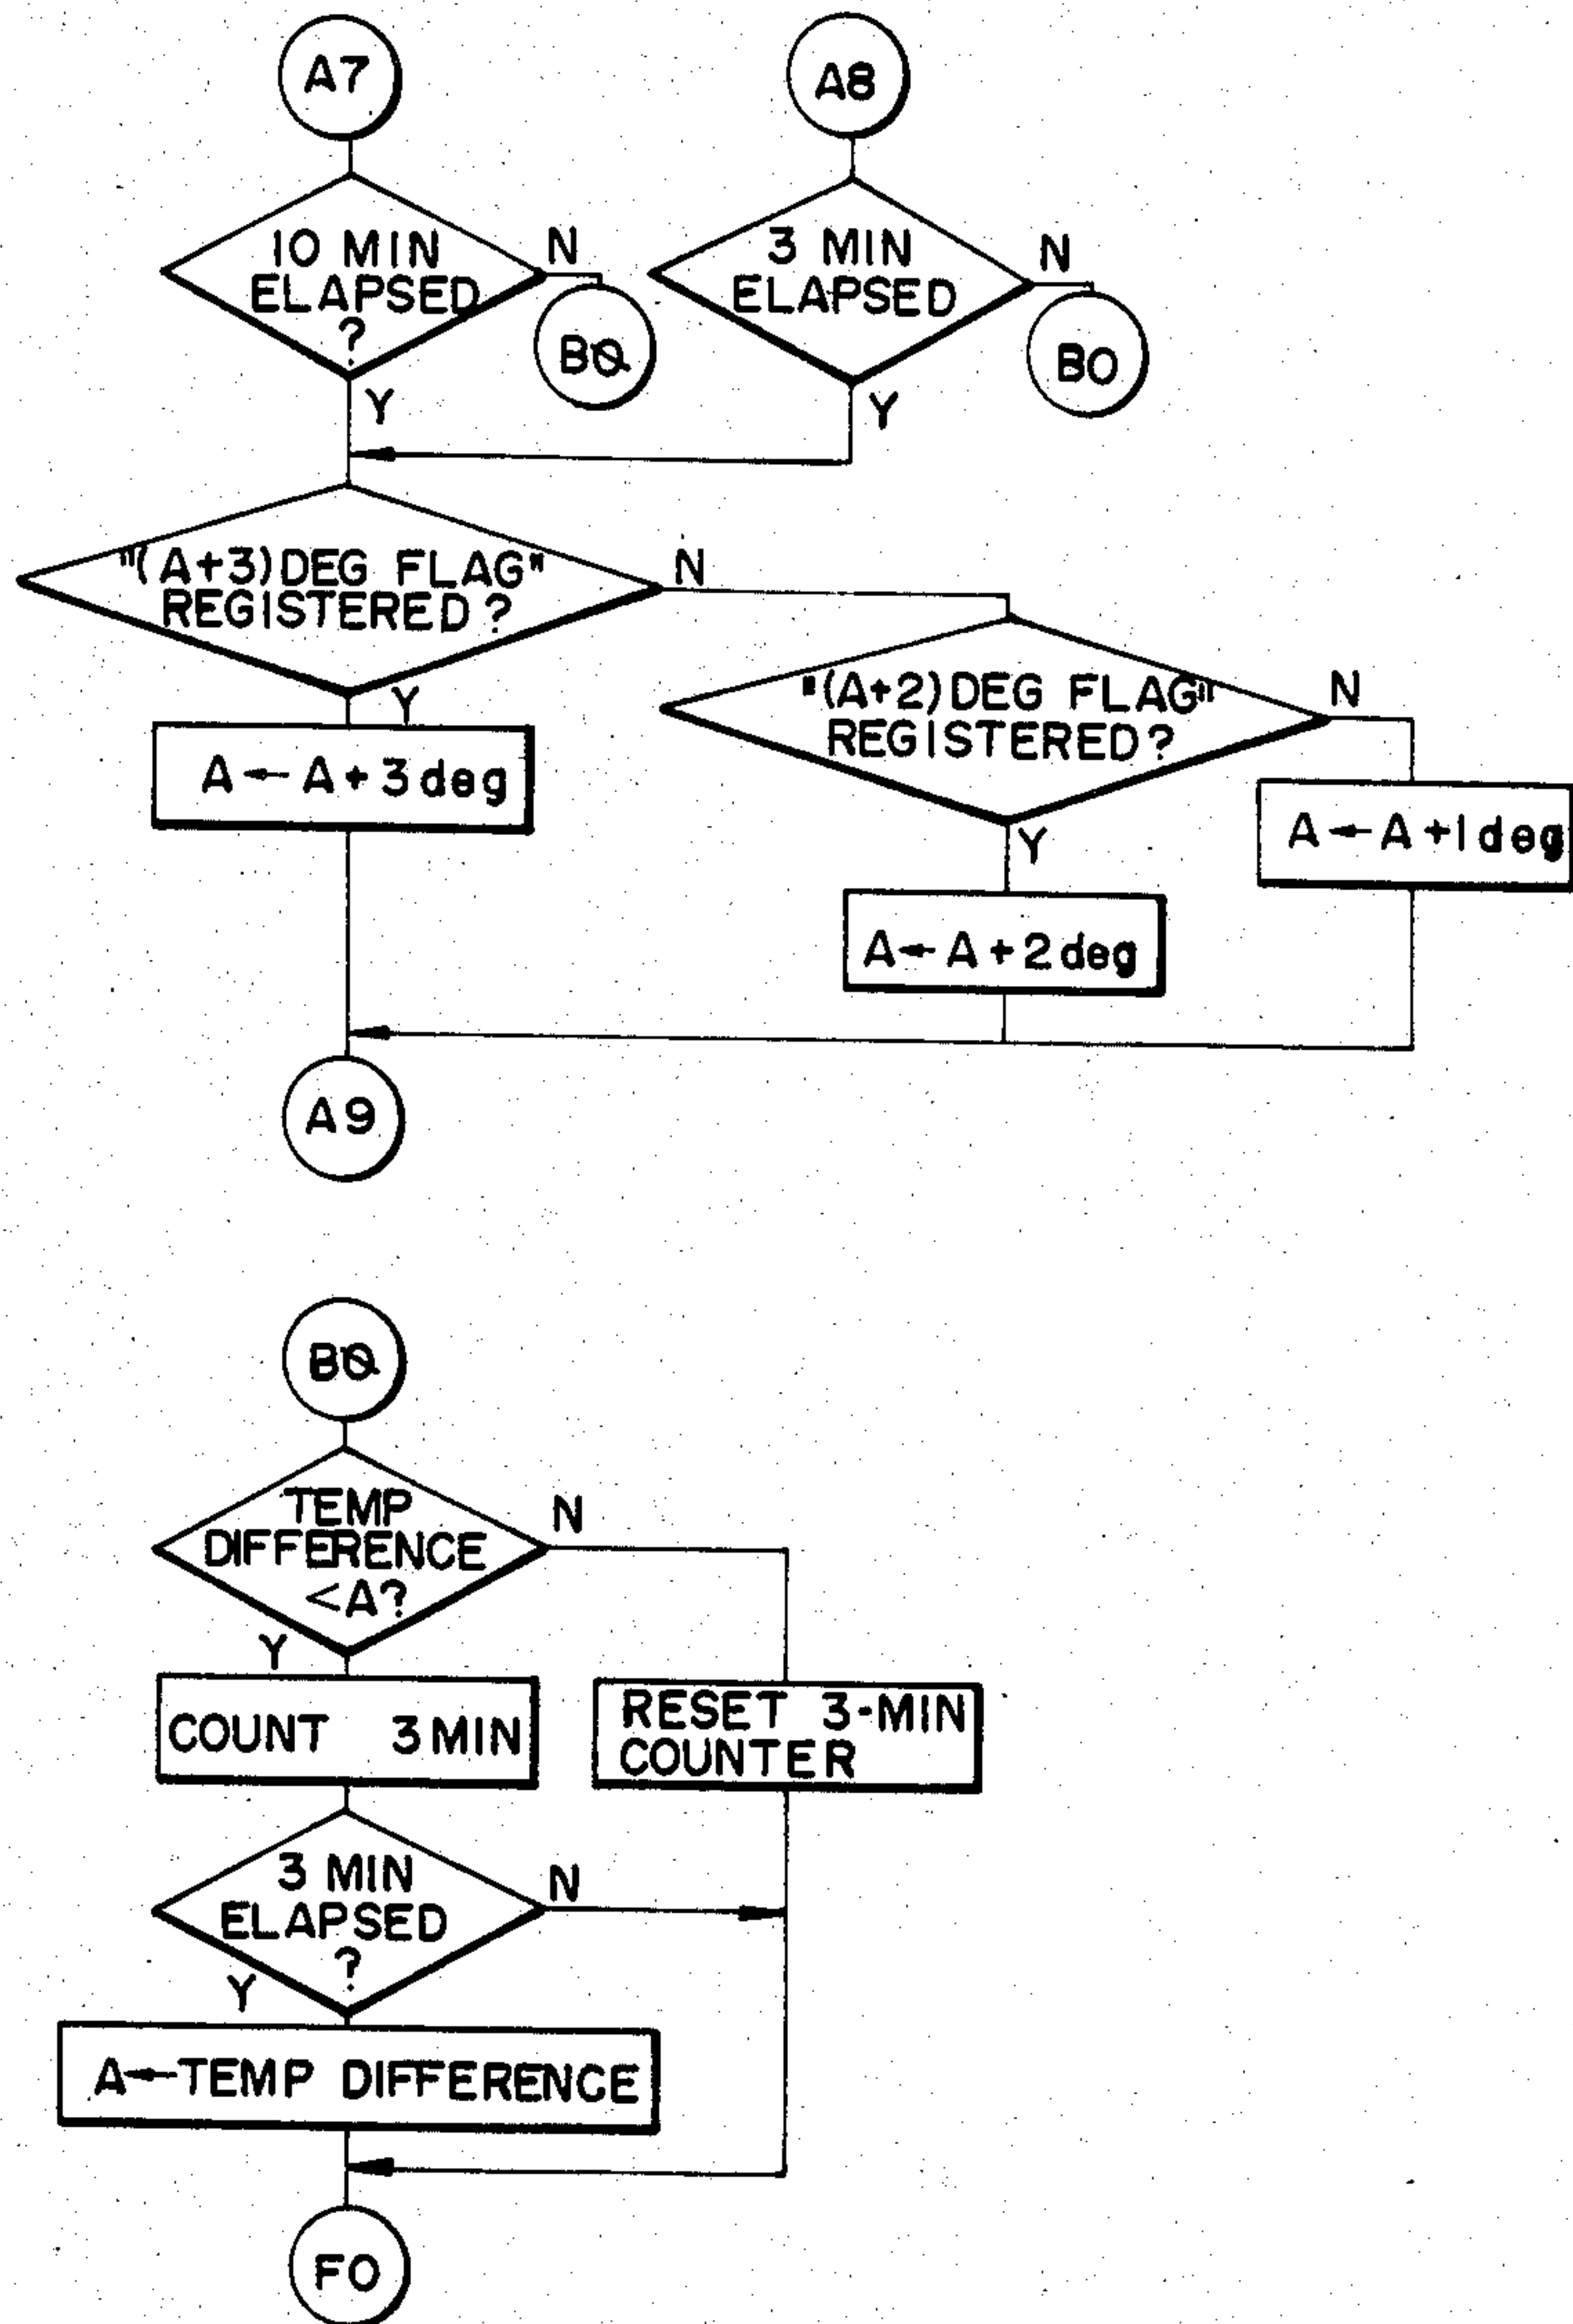 A7
A8
10 MIN
ELAPSED
?
N
B0
Y
3 MIN
ELAPSED
N
B0
Y
"(A+3)DEG FLAG"
REGISTERED?
N
Y
A←A+3deg
"(A+2)DEG FLAG"
REGISTERED?
N
Y
A←A+1deg
A←A+2deg
A9
B0
TEMP
DIFFERENCE
<A?
N
Y
COUNT 3MIN
RESET 3-MIN
COUNTER
3 MIN
ELAPSED
?
N
Y
A←TEMP DIFFERENCE
F0